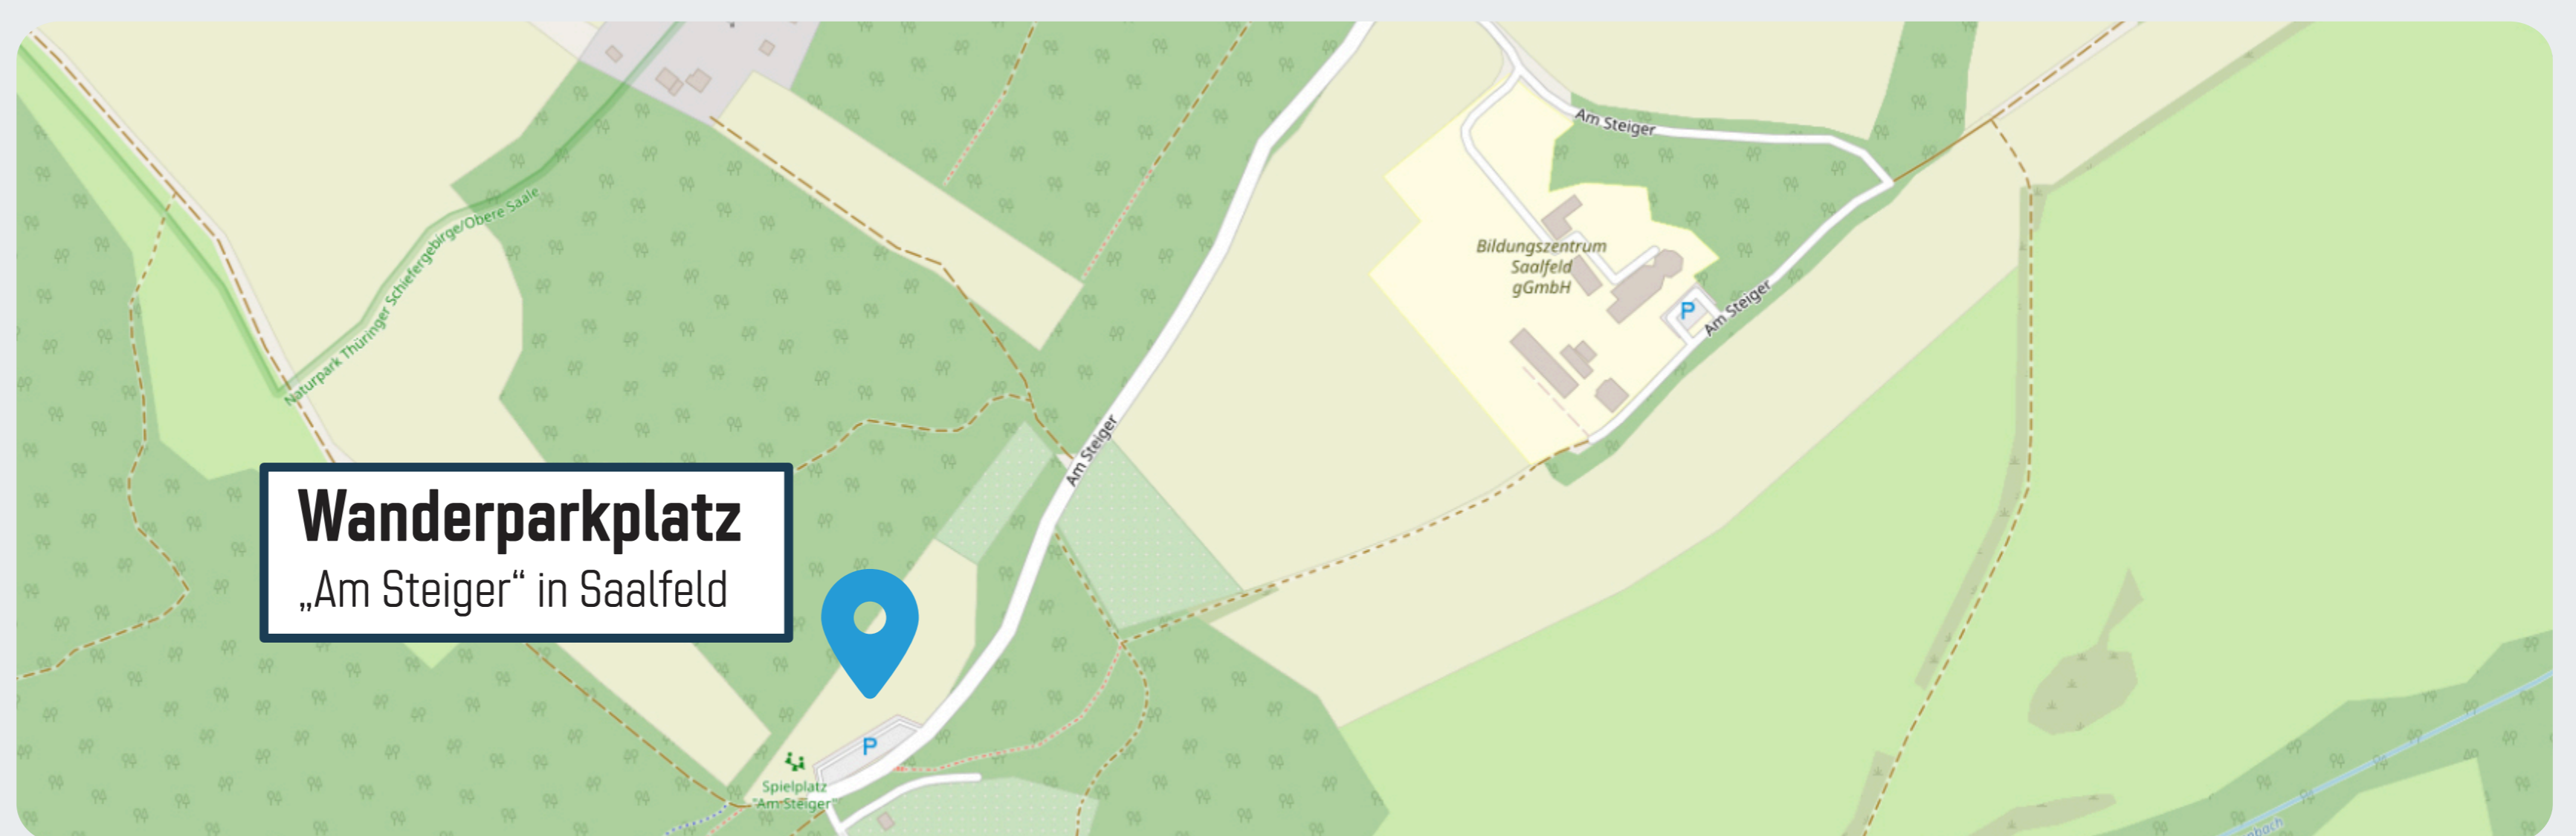 Am Steiger
Naturpark Thüringer Schiefergebirge/Obere Saale
Bildungszentrum
Saalfeld
gGmbH
P
Am Steiger
Am Steiger
Wanderparkplatz
„Am Steiger“ in Saalfeld
P
Spielplatz
"Am Steiger"